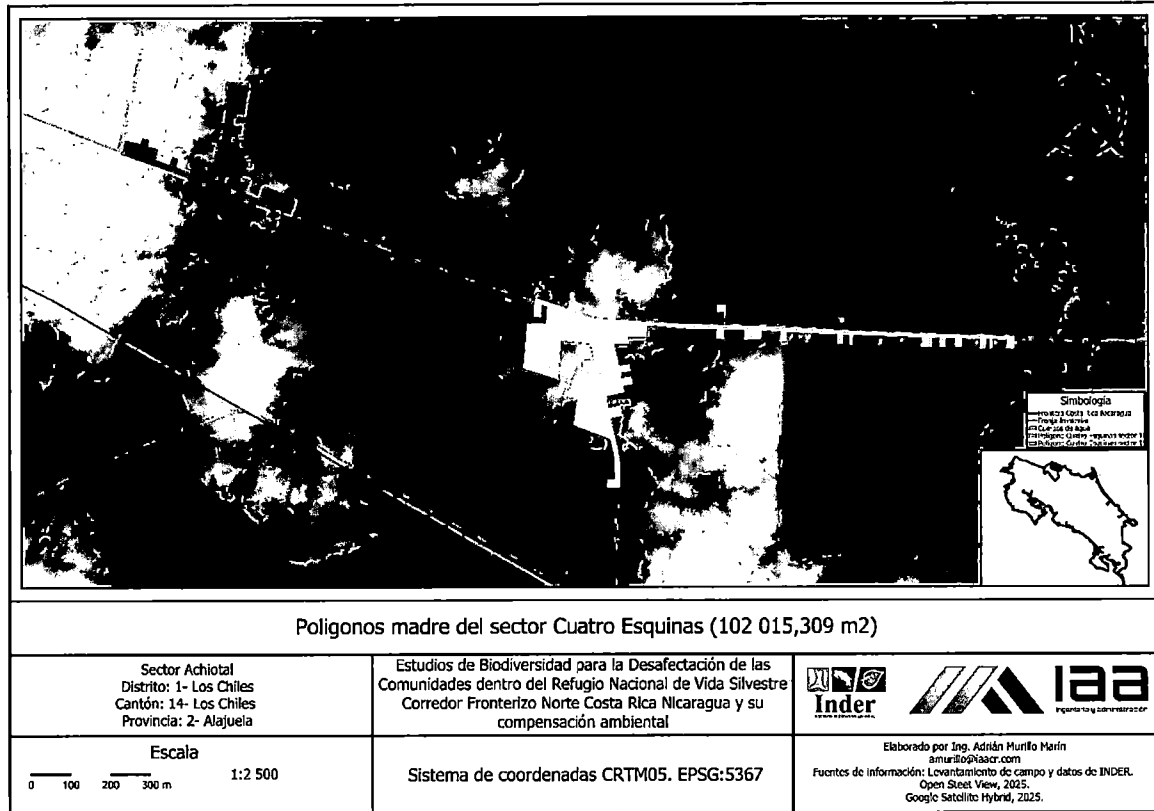 Simbología
Polígonos madre del sector Cuatro Esquinas (102 015,309 m2)
Sector Achiotal
Distrito: 1- Los Chiles
Cantón: 14- Los Chiles
Provincia: 2- Alajuela
Estudios de Biodiversidad para la Desafectación de las
Comunidades dentro del Refugio Nacional de Vida Silvestre
Corredor Fronterizo Norte Costa Rica Nicaragua y su
compensación ambiental
Inder
iaa
ingeniería y administración
Escala
0 100 200 300 m
1:2 500
Sistema de coordenadas CRTM05. EPSG:5367
Elaborado por Ing. Adrián Murillo Marín
amurillo@iaacr.com
Fuentes de información: Levantamiento de campo y datos de INDER.
Open Steet View, 2025.
Google Satellite Hybrid, 2025.